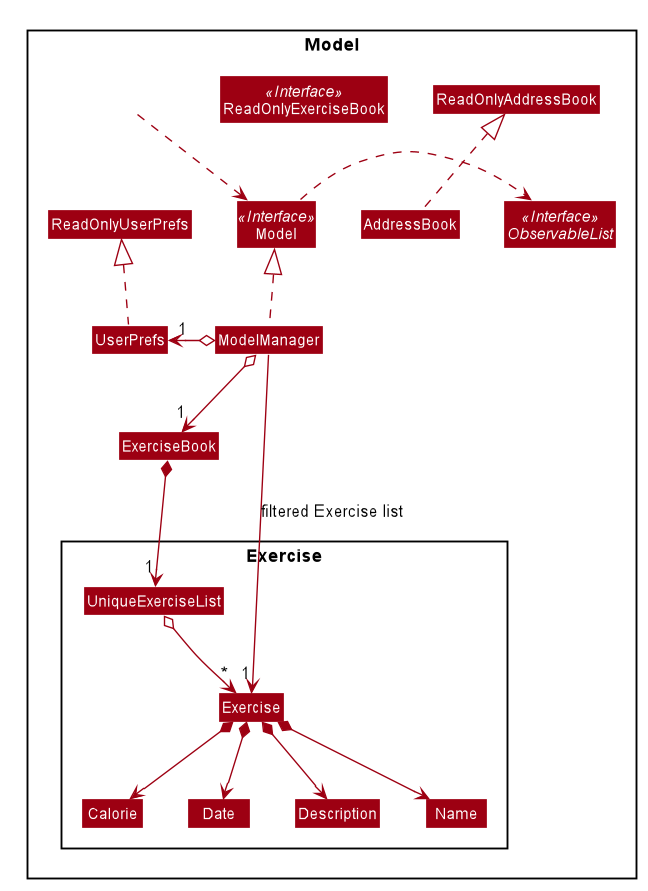 Model
«Interface»
ReadOnlyExerciseBook
ReadOnlyAddressBook
ReadOnlyUserPrefs
«Interface»
Model
AddressBook
«Interface»
ObservableList
UserPrefs
1
ModelManager
1
ExerciseBook
filtered Exercise list
Exercise
1
UniqueExerciseList
*
1
Exercise
Calorie
Date
Description
Name